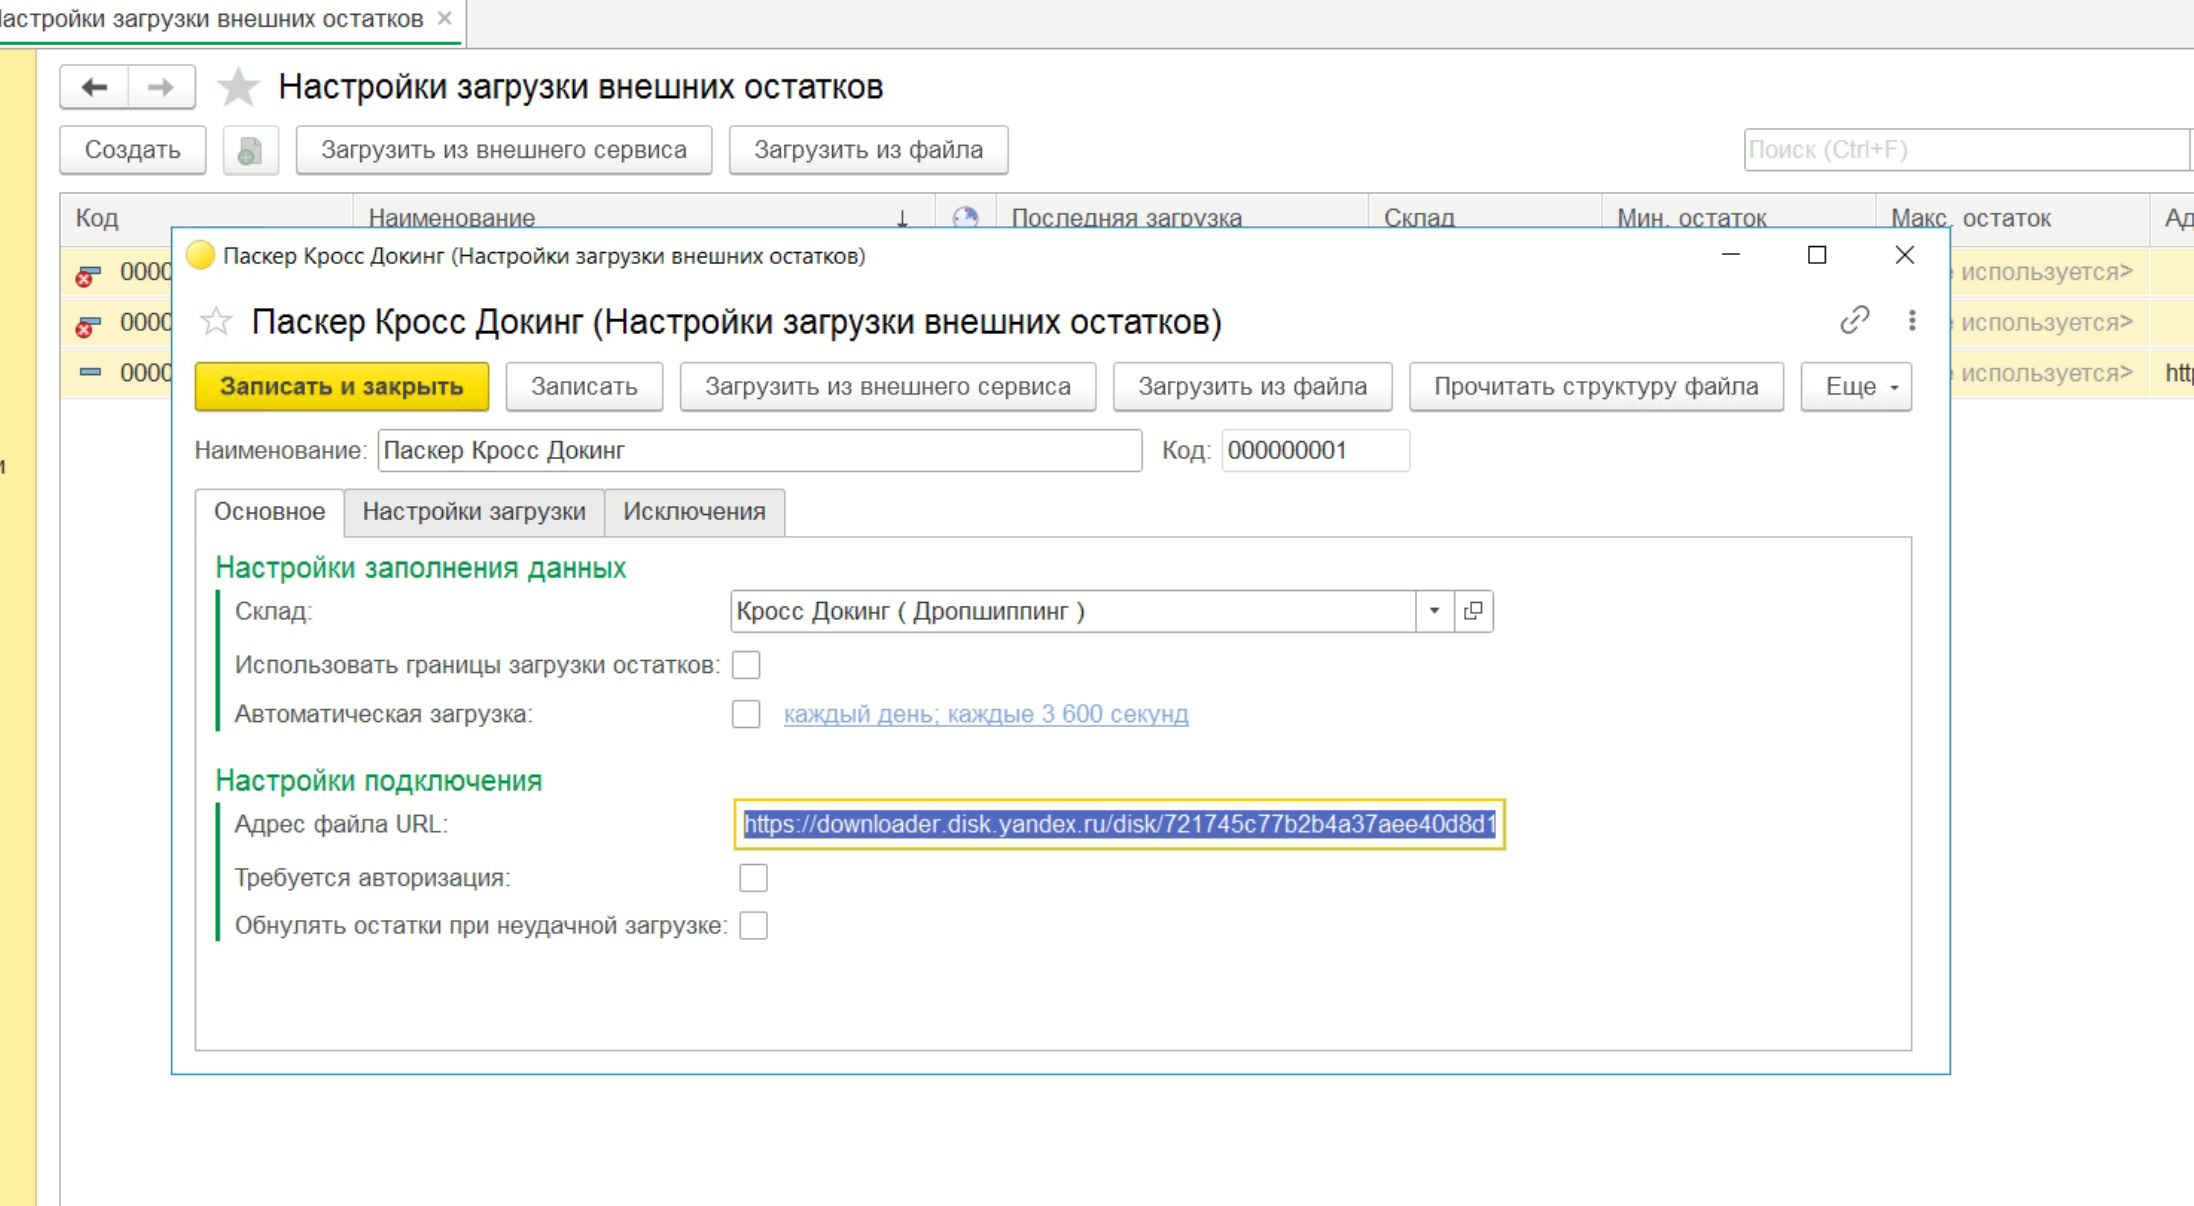 астройки загрузки внешних остатков
Настройки загрузки внешних остатков
Создать Загрузить из внешнего сервиса Загрузить из файла Поиск (Ctrl+F)
Код Наименование ↓ Последняя загрузка Склад Мин. остаток Макс. остаток Ад
0000 используется>
0000 используется>
0000 используется> htt
Паскер Кросс Докинг (Настройки загрузки внешних остатков)
Паскер Кросс Докинг (Настройки загрузки внешних остатков)
Записать и закрыть Записать Загрузить из внешнего сервиса Загрузить из файла Прочитать структуру файла Еще
Наименование: Паскер Кросс Докинг Код: 000000001
Основное Настройки загрузки Исключения
Настройки заполнения данных
Склад: Кросс Докинг ( Дропшиппинг )
Использовать границы загрузки остатков:
Автоматическая загрузка: каждый день; каждые 3 600 секунд
Настройки подключения
Адрес файла URL: https://downloader.disk.yandex.ru/disk/721745c77b2b4a37aee40d8d1
Требуется авторизация:
Обнулять остатки при неудачной загрузке: